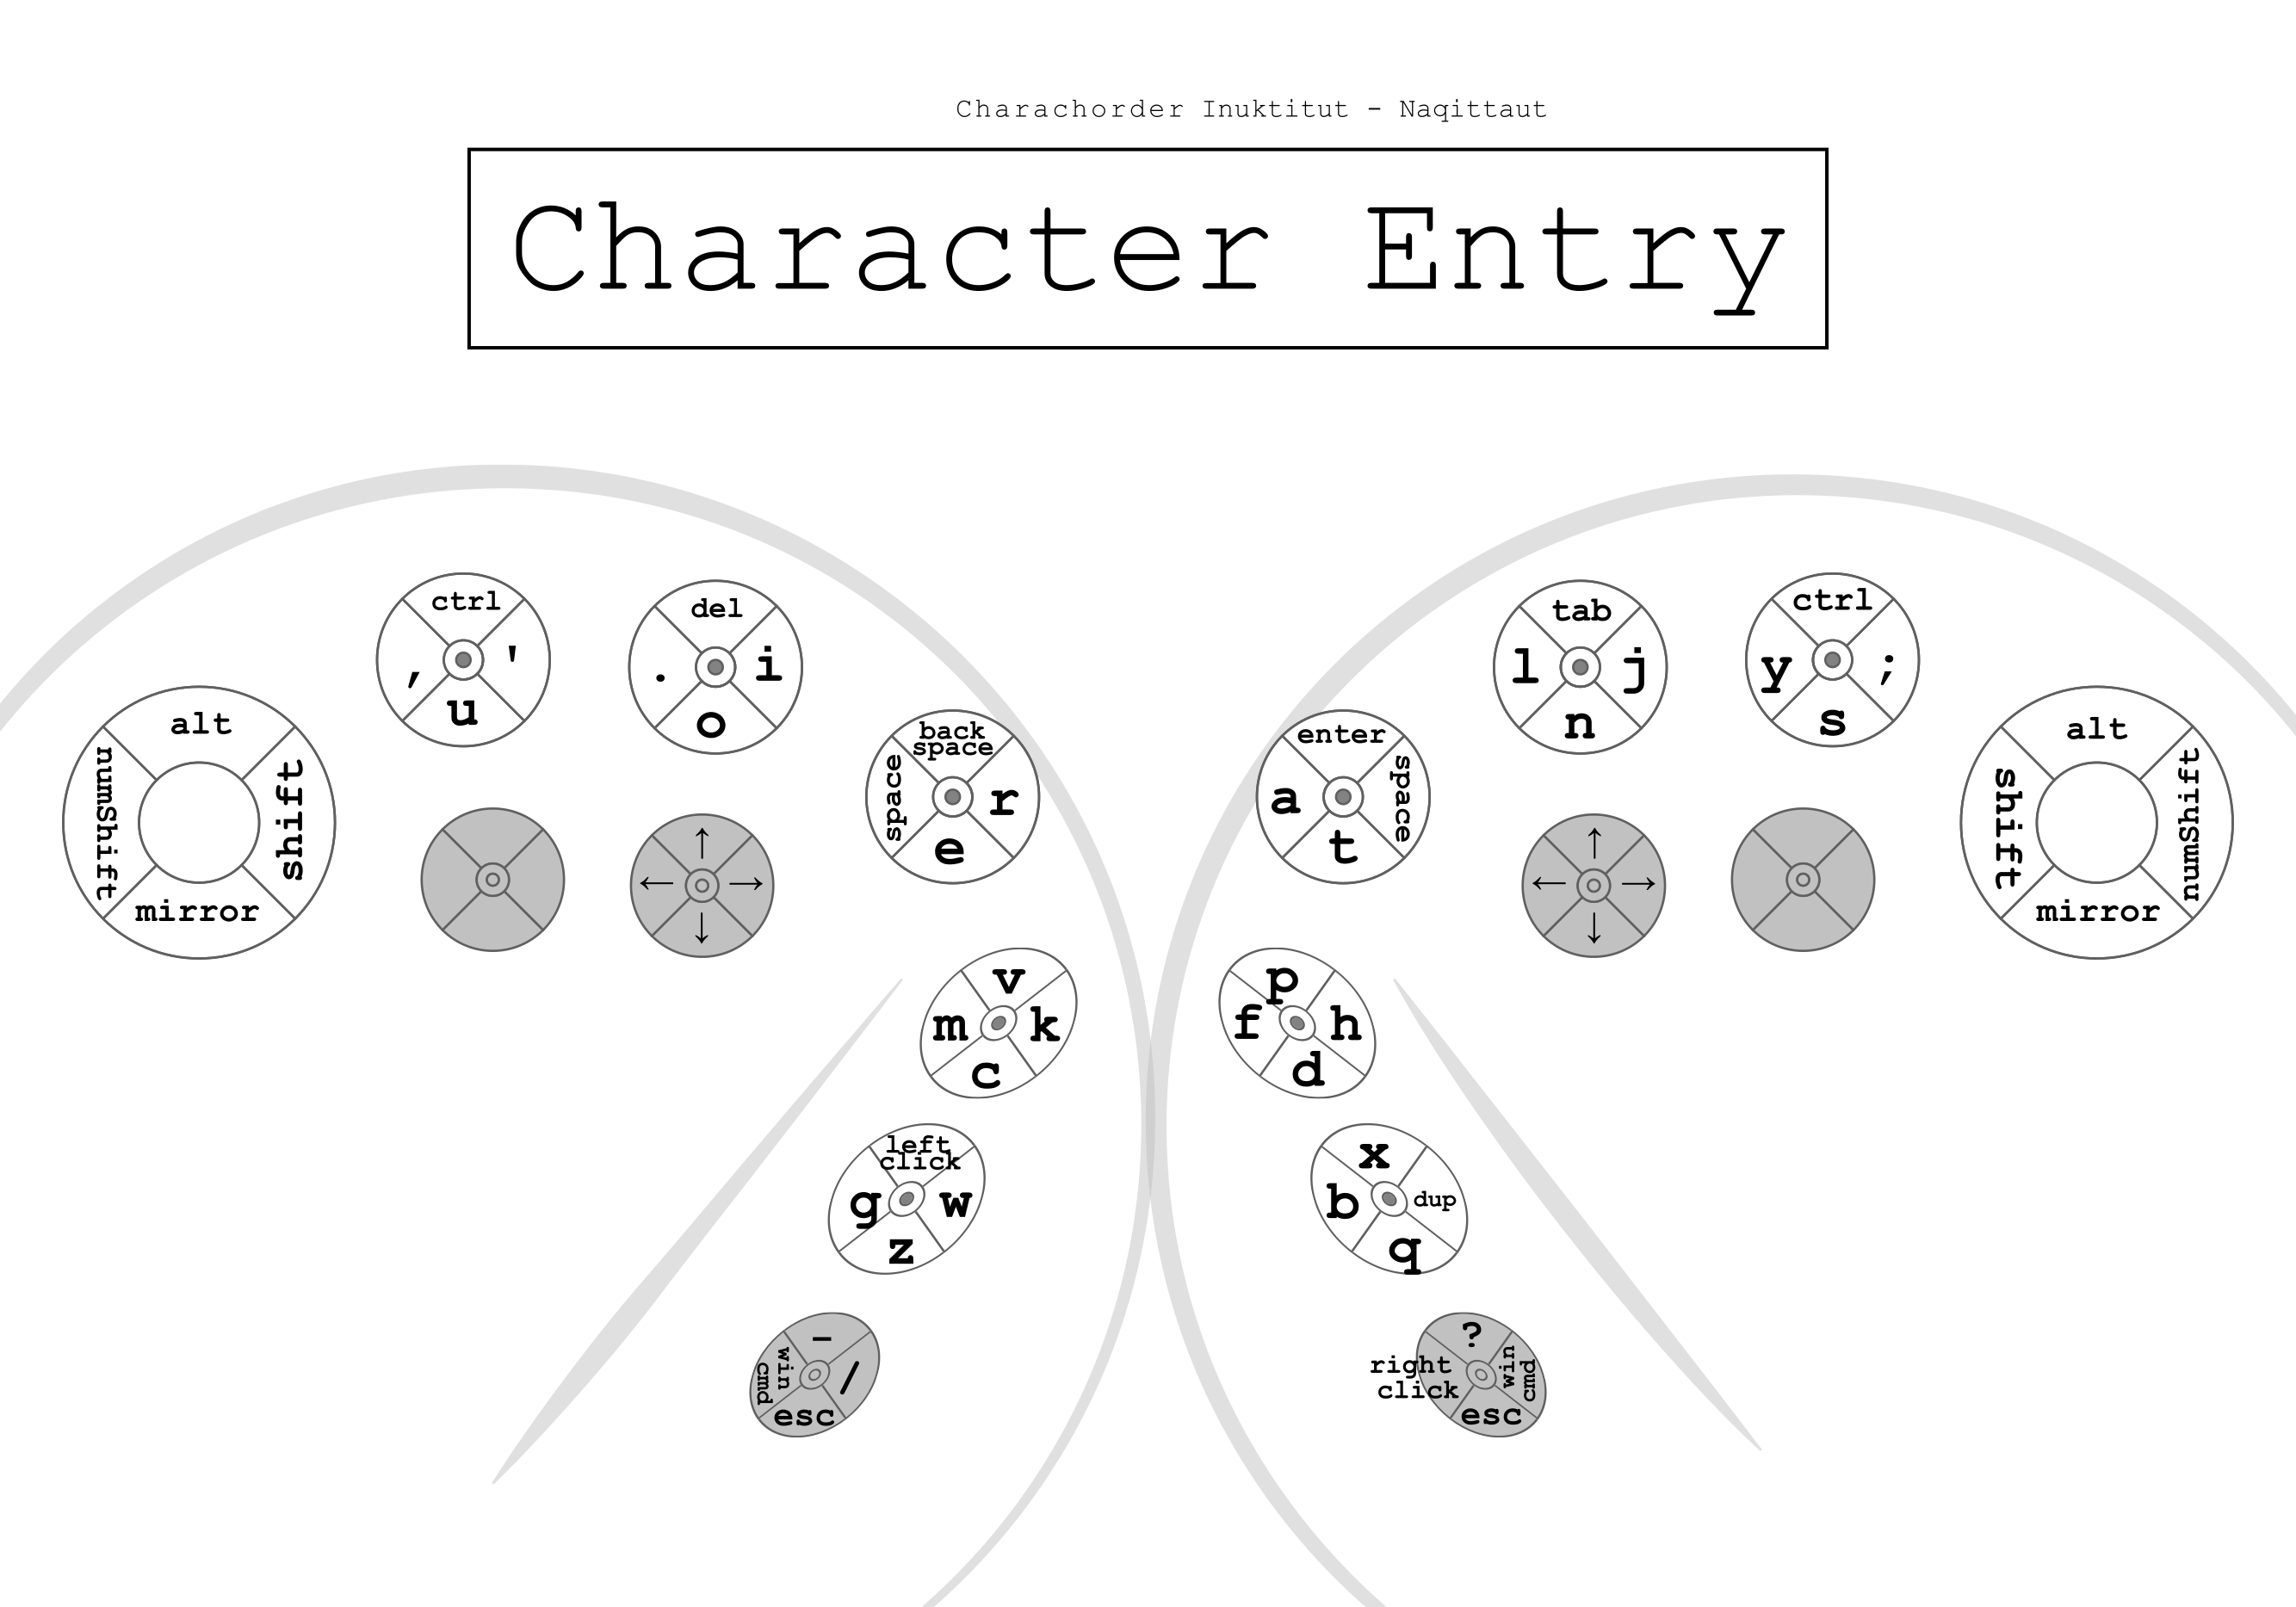 Charachorder Inuktitut - Naqittaut
Character Entry
ctrl
, '
u
del
. i
o
tab
l j
n
ctrl
y ;
s
alt
numShift shift
mirror
back
space
space r
e
enter
a space
t
alt
shift numShift
mirror
↑
← →
↓
↑
← →
↓
v
m k
c
p
f h
d
left
click
g w
z
x
b dup
q
-
win
cmd /
esc
?
right
click
win
cmd
esc